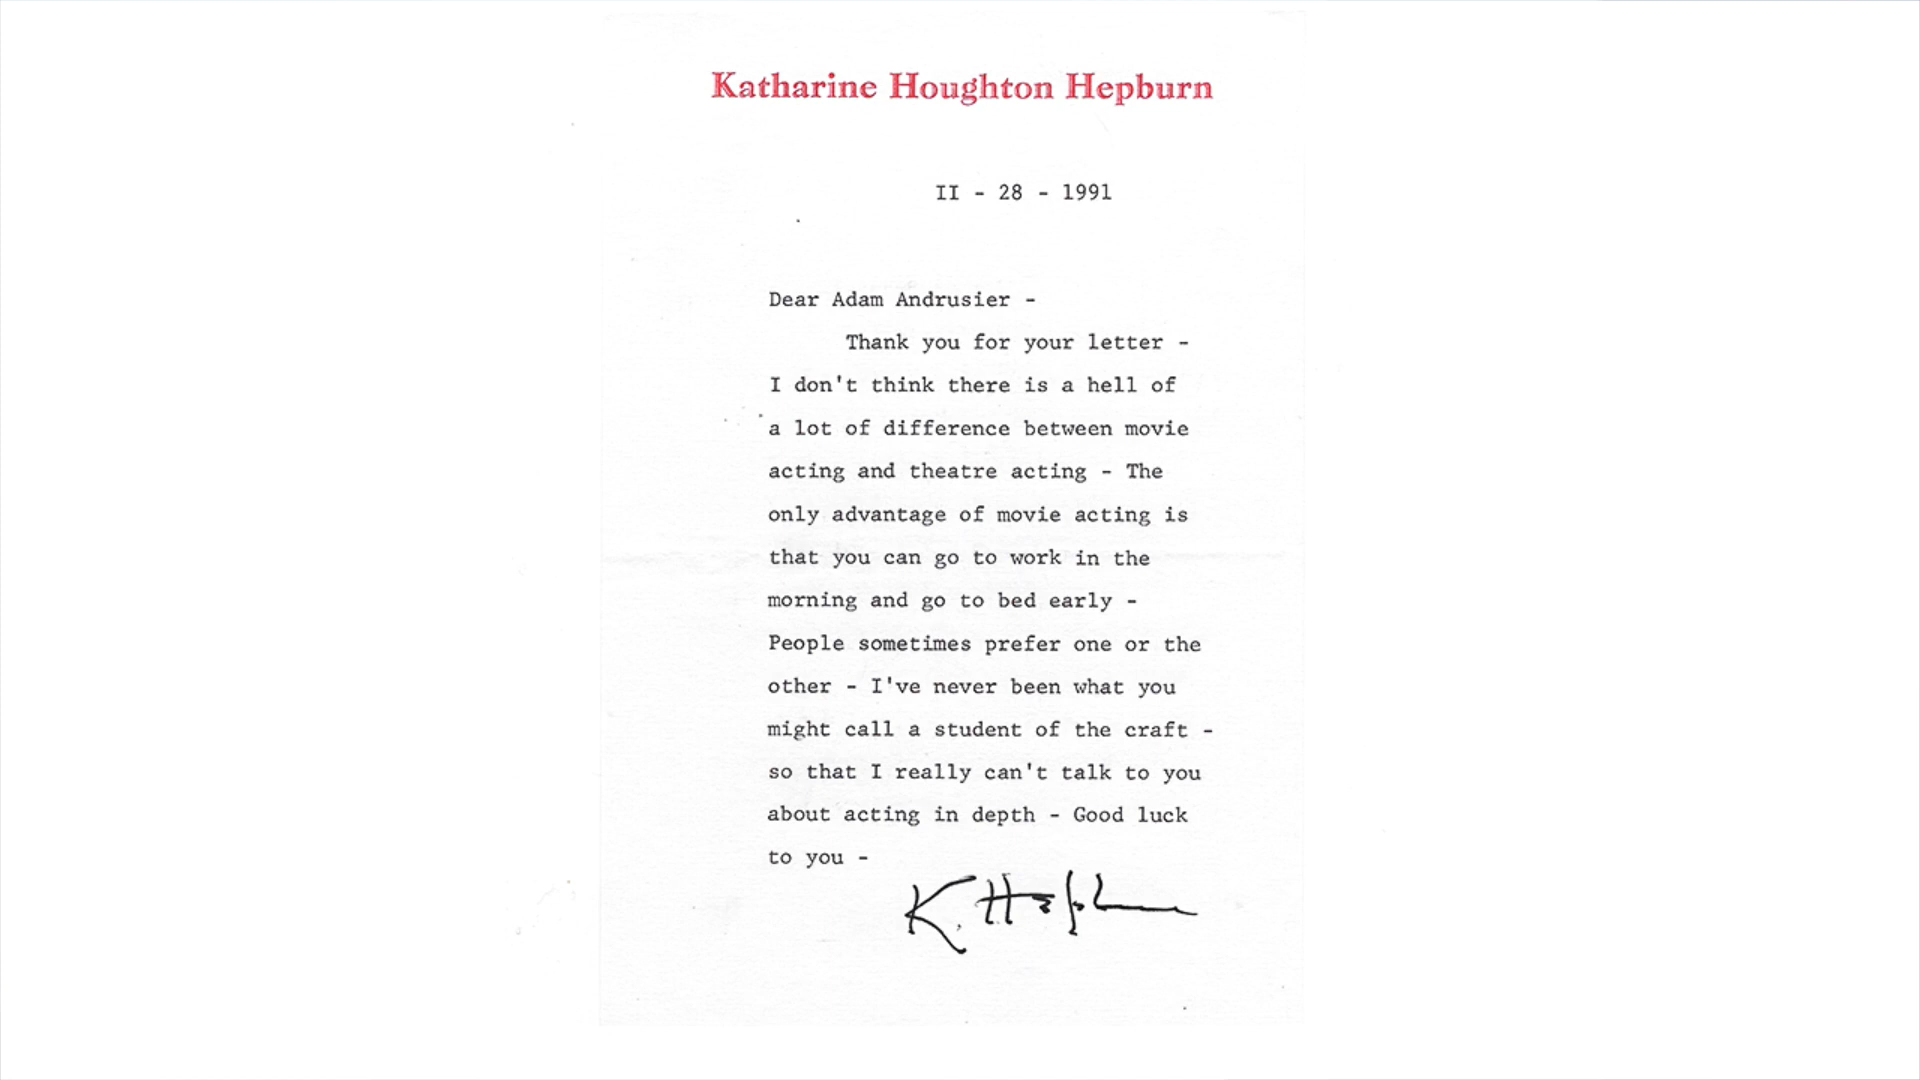 Katharine Houghton Hepburn
II - 28 - 1991
Dear Adam Andrusier -
Thank you for your letter -
I don't think there is a hell of
a lot of difference between movie
acting and theatre acting - The
only advantage of movie acting is
that you can go to work in the
morning and go to bed early -
People sometimes prefer one or the
other - I've never been what you
might call a student of the craft -
so that I really can't talk to you
about acting in depth - Good luck
to you -
K. Hepburn